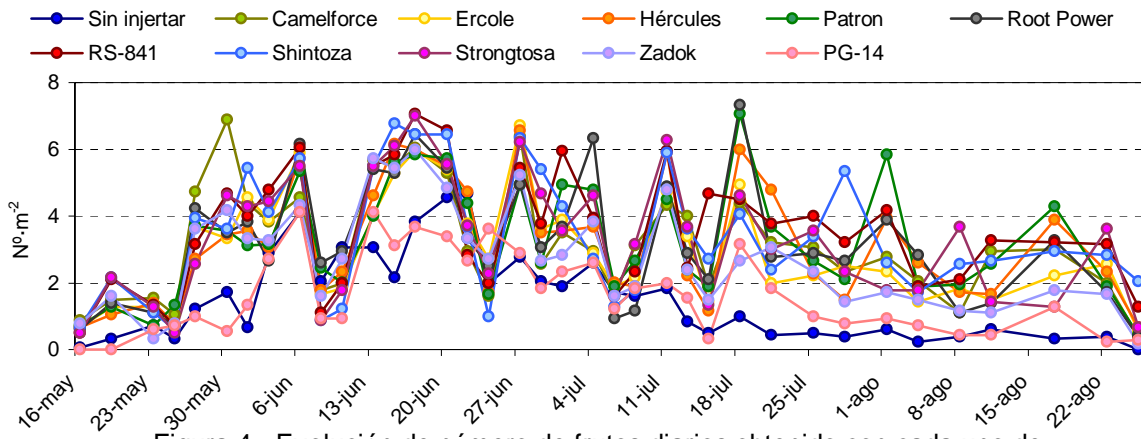 Sin injertar Camelforce Ercole Hércules Patron Root Power
RS-841 Shintoza Strongtosa Zadok PG-14
8
6
4
2
0
Nº·m-2
16-may 23-may 30-may 6-jun 13-jun 20-jun 27-jun 4-jul 11-jul 18-jul 25-jul 1-ago 8-ago 15-ago 22-ago